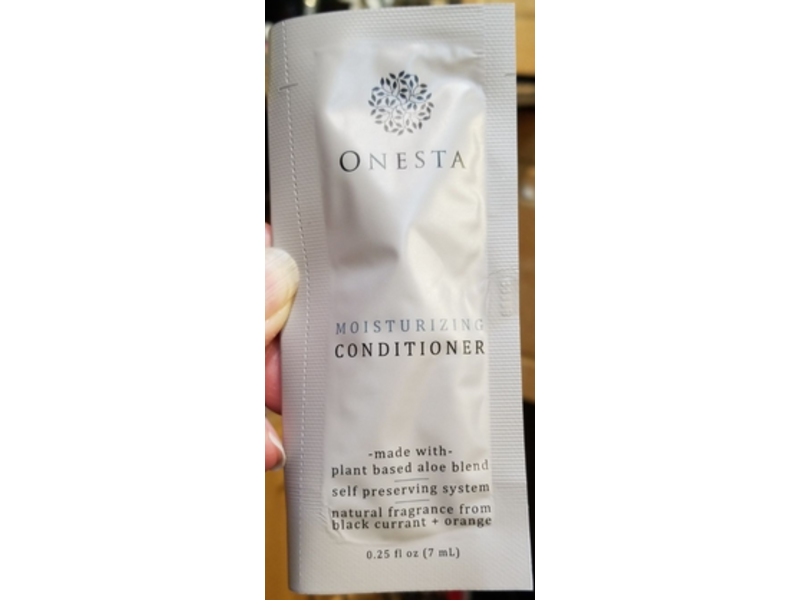 ONESTA
MOISTURIZING
CONDITIONER
-made with-
plant based aloe blend
self preserving system
natural fragrance from
black currant + orange
0.25 fl oz (7 mL)